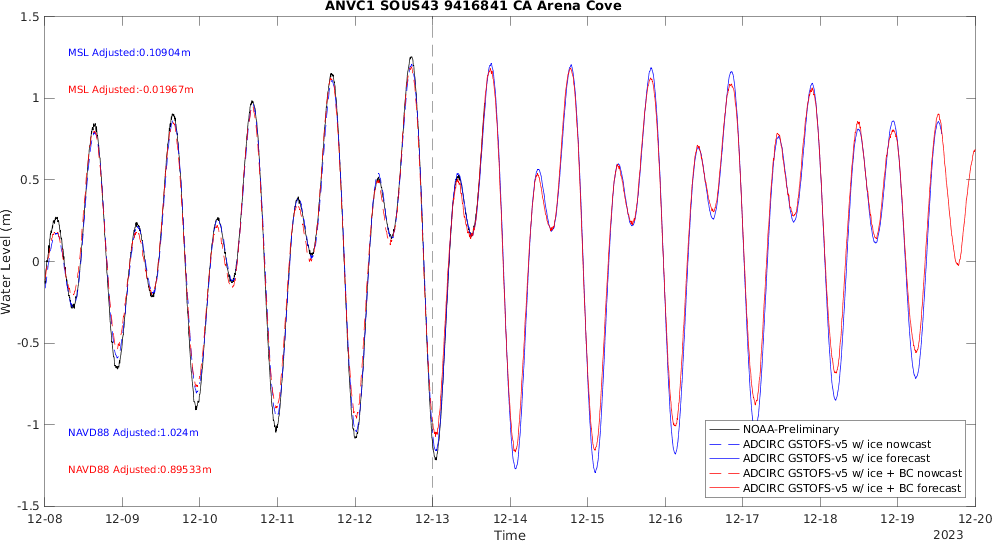 ANVC1 SOUS43 9416841 CA Arena Cove
1.5
1
0.5
0
-0.5
-1
-1.5
Water Level (m)
MSL Adjusted:0.10904m
MSL Adjusted:-0.01967m
NAVD88 Adjusted:1.024m
NAVD88 Adjusted:0.89533m
NOAA-Preliminary
ADCIRC GSTOFS-v5 w/ ice nowcast
ADCIRC GSTOFS-v5 w/ ice forecast
ADCIRC GSTOFS-v5 w/ ice + BC nowcast
ADCIRC GSTOFS-v5 w/ ice + BC forecast
12-08 12-09 12-10 12-11 12-12 12-13 12-14 12-15 12-16 12-17 12-18 12-19 12-20
Time
2023